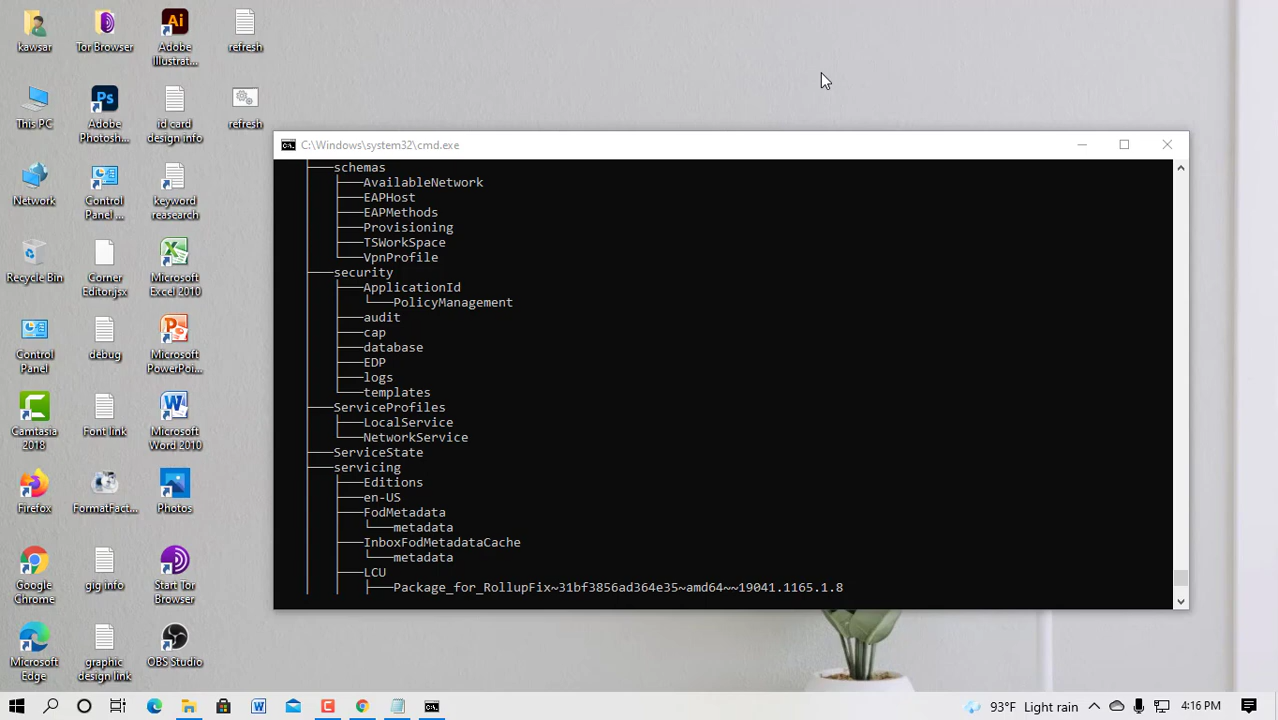 kawsar
Tor Browser
Adobe
Illustrat...
refresh
This PC
Adobe
Photosh...
id card
design info
refresh
Network
Control
Panel ...
keyword
reasearch
Recycle Bin
Corner
Editor.jsx
Microsoft
Excel 2010
Control
Panel
debug
Microsoft
PowerPoi...
Camtasia
2018
Font link
Microsoft
Word 2010
Firefox
FormatFact...
Photos
Google
Chrome
gig info
Start Tor
Browser
Microsoft
Edge
graphic
design link
OBS Studio
C:\Windows\system32\cmd.exe
schemas
AvailableNetwork
EAPHost
EAPMethods
Provisioning
TSWorkSpace
VpnProfile
security
ApplicationId
PolicyManagement
audit
cap
database
EDP
logs
templates
ServiceProfiles
LocalService
NetworkService
ServiceState
servicing
Editions
en-US
FodMetadata
metadata
InboxFodMetadataCache
metadata
LCU
Package_for_RollupFix~31bf3856ad364e35~amd64~~19041.1165.1.8
93°F Light rain
4:16 PM